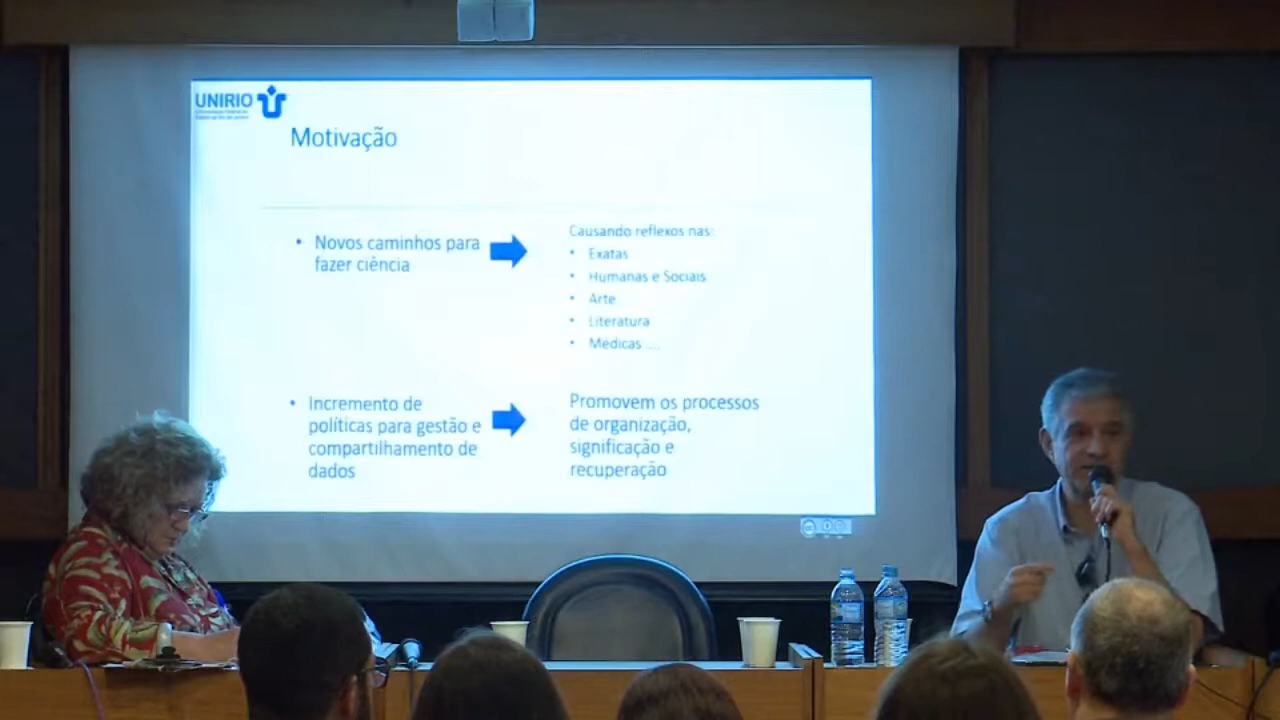 UNIRIO
Motivação
• Novos caminhos para
fazer ciência
Causando reflexos nas:
• Exatas
• Humanas e Sociais
• Arte
• Literatura
• Médicas ....
• Incremento de
políticas para gestão e
compartilhamento de
dados
Promovem os processos
de organização,
significação e
recuperação